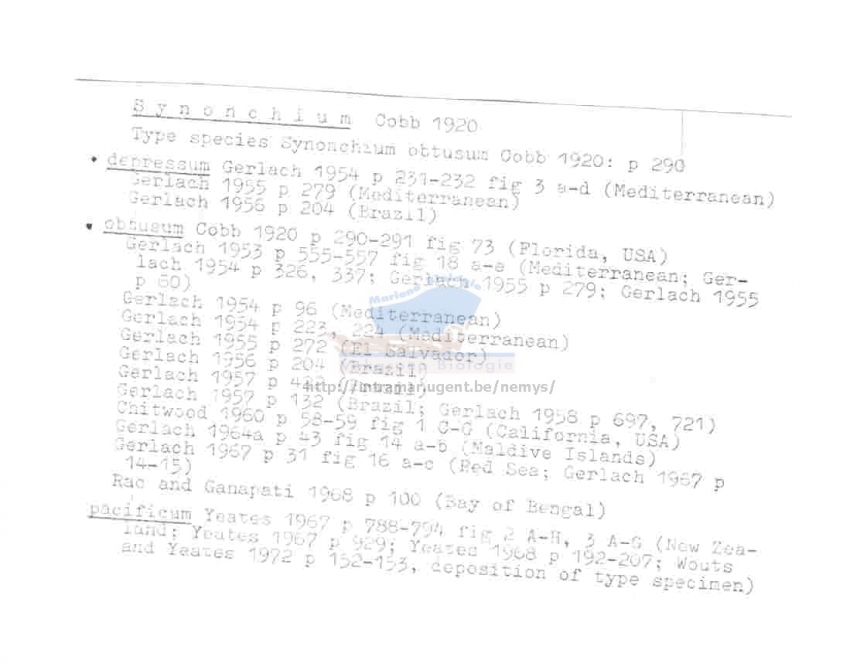 S y n o n c h i u m Cobb 1920
Type species Synonchium obtusum Cobb 1920: p 290
• depressum Gerlach 1954 p 231-232 fig 3 a-d (Mediterranean)
Gerlach 1955 p 279 (Mediterranean)
Gerlach 1956 p 204 (Brazil)
• obtusum Cobb 1920 p 290-291 fig 73 (Florida, USA)
Gerlach 1953 p 555-557 fig 18 a-e (Mediterranean; Ger-
lach 1954 p 326, 337; Gerlach 1955 p 279; Gerlach 1955
p 60)
Gerlach 1954 p 96 (Mediterranean)
Gerlach 1954 p 223, 224 (Mediterranean)
Gerlach 1955 p 272 (El Salvador)
Gerlach 1956 p 204 (Brazil)
Gerlach 1957 p (Brazil)
Gerlach 1957 p 132 (Brazil; Gerlach 1958 p 697, 721)
Chitwood 1960 p 58-59 fig 1 C-G (California, USA)
Gerlach 1964a p 43 fig 14 a-b (Maldive Islands)
Gerlach 1967 p 31 fig 16 a-c (Red Sea; Gerlach 1967 p
14-15)
Rao and Ganapati 1968 p 100 (Bay of Bengal)
pacificum Yeates 1967 p 788-794 fig 2 A-H, 3 A-G (New Zea-
land; Yeates 1967 p 929; Yeates 1968 p 192-207; Wouts
and Yeates 1972 p 152-153, deposition of type specimen)
Mariene Biologie
Marine Biologie
http://intramar.ugent.be/nemys/